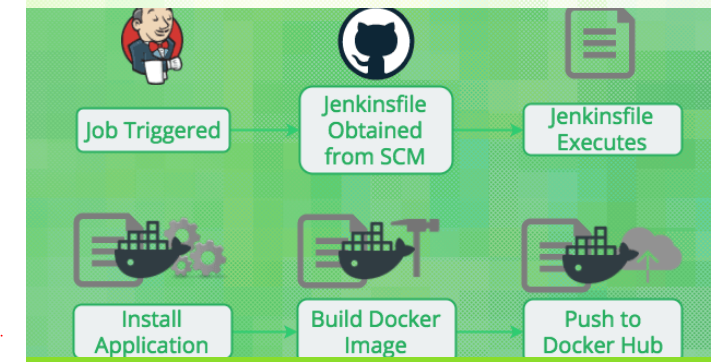 Job Triggered
Jenkinsfile
Obtained
from SCM
Jenkinsfile
Executes
Install
Application
Build Docker
Image
Push to
Docker Hub